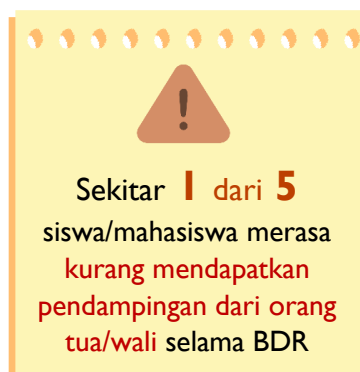 !
Sekitar 1 dari 5
siswa/mahasiswa merasa
kurang mendapatkan
pendampingan dari orang
tua/wali selama BDR